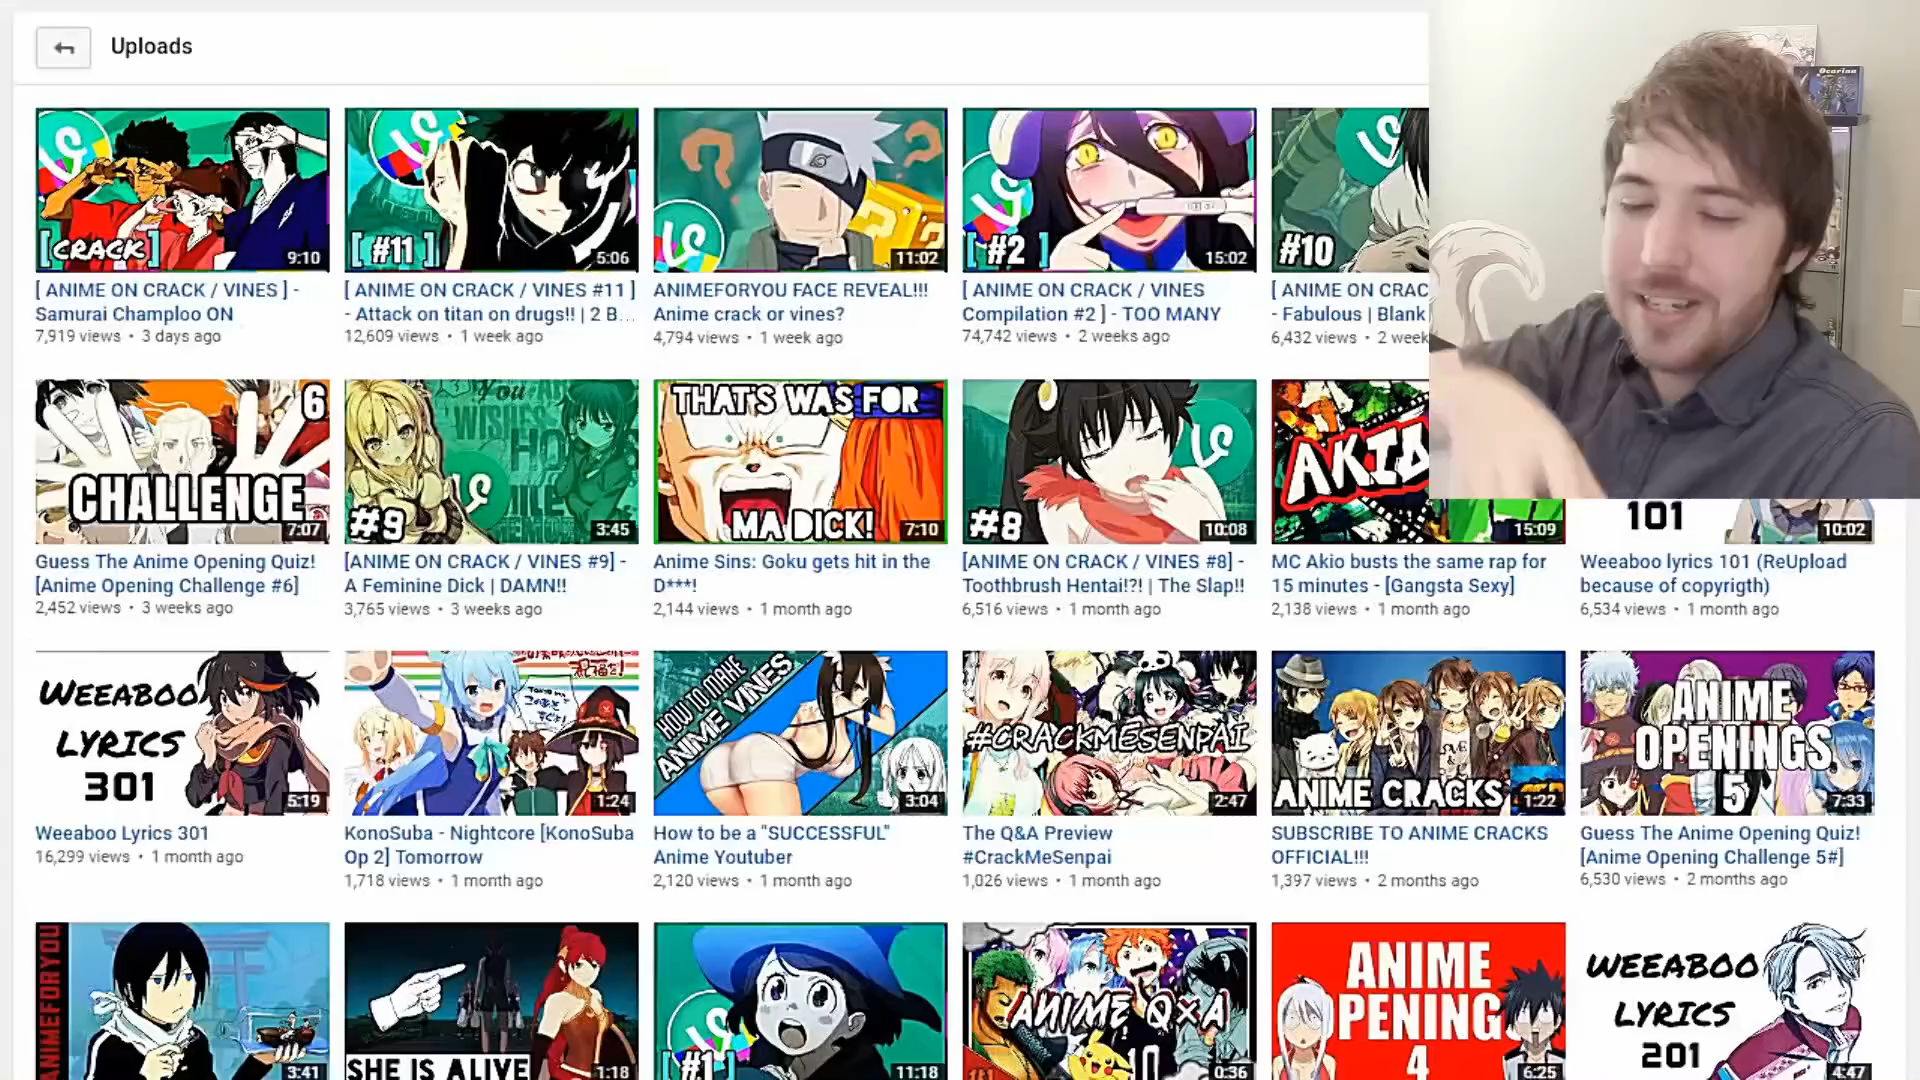 Uploads
Ocarina
[CRACK]
9:10
[ #11 ]
5:06
11:02
[ #2 ]
15:02
#10
[ ANIME ON CRACK / VINES ] -
Samurai Champloo ON
7,919 views • 3 days ago
[ ANIME ON CRACK / VINES #11 ]
- Attack on titan on drugs!! | 2 B...
12,609 views • 1 week ago
ANIMEFORYOU FACE REVEAL!!!
Anime crack or vines?
4,794 views • 1 week ago
[ ANIME ON CRACK / VINES
Compilation #2 ] - TOO MANY
74,742 views • 2 weeks ago
[ ANIME ON CRAC
- Fabulous | Blank
6,432 views • 2 week
6
CHALLENGE
7:07
You
WISHES
#9
3:45
THAT'S WAS FOR
MA DICK!
7:10
#8
10:08
AKIO
15:09
101
10:02
Guess The Anime Opening Quiz!
[Anime Opening Challenge #6]
2,452 views • 3 weeks ago
[ANIME ON CRACK / VINES #9] -
A Feminine Dick | DAMN!!
3,765 views • 3 weeks ago
Anime Sins: Goku gets hit in the
D***!
2,144 views • 1 month ago
[ANIME ON CRACK / VINES #8] -
Toothbrush Hentai!?! | The Slap!!
6,516 views • 1 month ago
MC Akio busts the same rap for
15 minutes - [Gangsta Sexy]
2,138 views • 1 month ago
Weeaboo lyrics 101 (ReUpload
because of copyrigth)
6,534 views • 1 month ago
WEEABOO
LYRICS
301
5:19
1:24
HOW TO MAKE
ANIME VINES
3:04
#CRACKMESENPAI
2:47
ANIME CRACKS
1:22
ANIME
OPENINGS
5
7:33
Weeaboo Lyrics 301
16,299 views • 1 month ago
KonoSuba - Nightcore [KonoSuba
Op 2] Tomorrow
1,718 views • 1 month ago
How to be a "SUCCESSFUL"
Anime Youtuber
2,120 views • 1 month ago
The Q&A Preview
#CrackMeSenpai
1,026 views • 1 month ago
SUBSCRIBE TO ANIME CRACKS
OFFICIAL!!!
1,397 views • 2 months ago
Guess The Anime Opening Quiz!
[Anime Opening Challenge 5#]
6,530 views • 2 months ago
ANIMEFORYOU
3:41
SHE IS ALIVE
1:18
[ #1 ]
11:18
ANIME Q&A
0:36
ANIME
PENING
4
6:25
WEEABOO
LYRICS
201
4:47